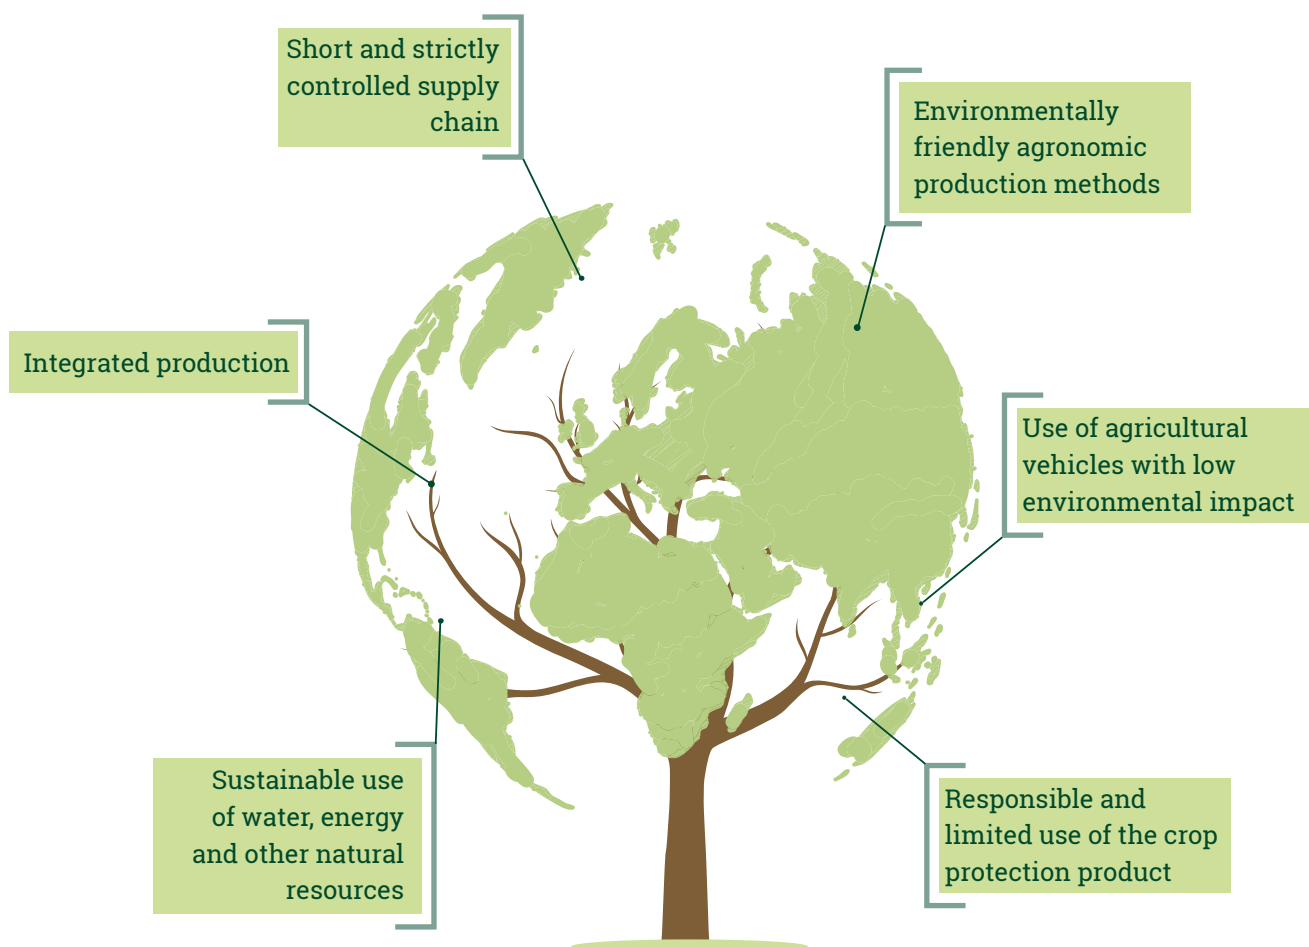 Short and strictly
controlled supply
chain
Environmentally
friendly agronomic
production methods
Integrated production
Use of agricultural
vehicles with low
environmental impact
Sustainable use
of water, energy
and other natural
resources
Responsible and
limited use of the crop
protection product